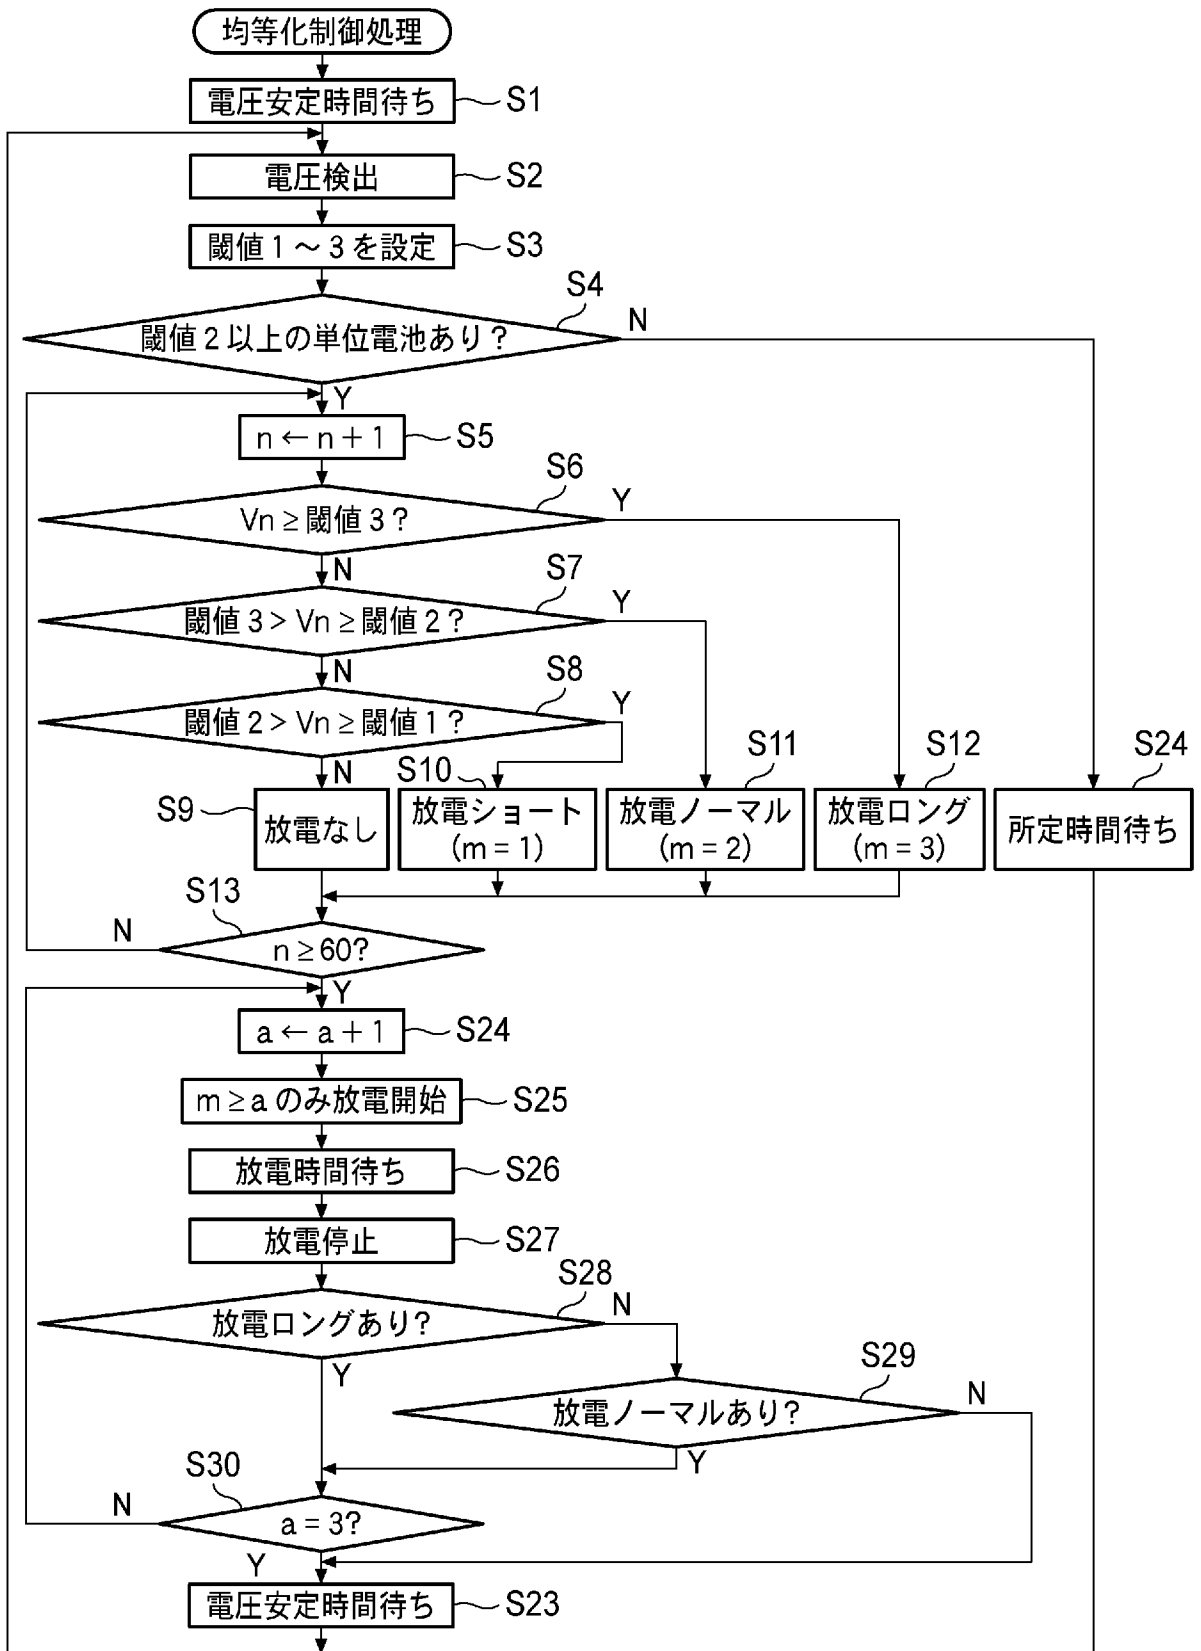 均等化制御処理
電圧安定時間待ち
S1
電圧検出
S2
閾値1～3を設定
S3
S4
閾値2以上の単位電池あり?
N
Y
n←n+1
S5
S6
Vn≥閾値3?
Y
N
S7
閾値3>Vn≥閾値2?
Y
N
S8
閾値2>Vn≥閾値1?
Y
N
S9
放電なし
S10
放電ショート
(m=1)
S11
放電ノーマル
(m=2)
S12
放電ロング
(m=3)
S24
所定時間待ち
S13
N
n≥60?
Y
a←a+1
S24
m≥aのみ放電開始
S25
放電時間待ち
S26
放電停止
S27
S28
放電ロングあり?
N
Y
S29
放電ノーマルあり?
N
Y
S30
N
a=3?
Y
電圧安定時間待ち
S23